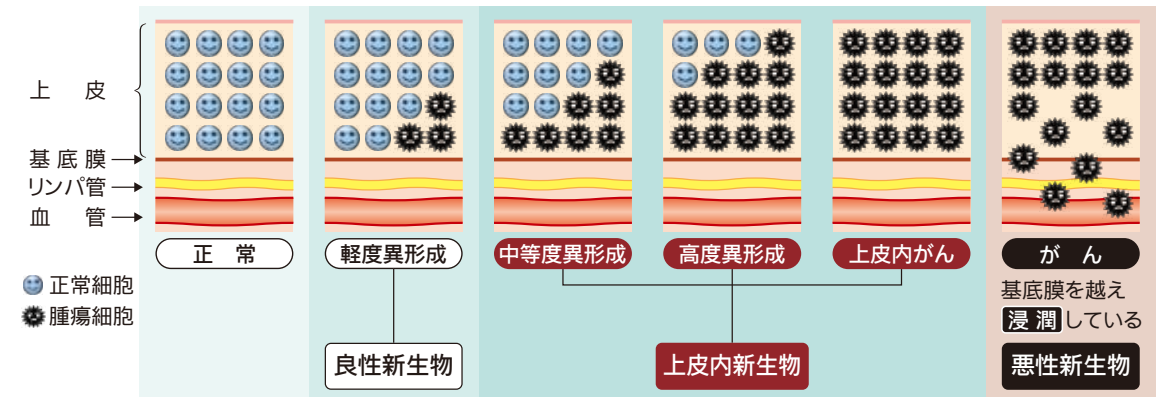 上皮
基底膜
リンパ管
血管
正常
軽度異形成
中等度異形成
高度異形成
上皮内がん
がん
正常細胞
腫瘍細胞
基底膜を越え
浸潤している
良性新生物
上皮内新生物
悪性新生物